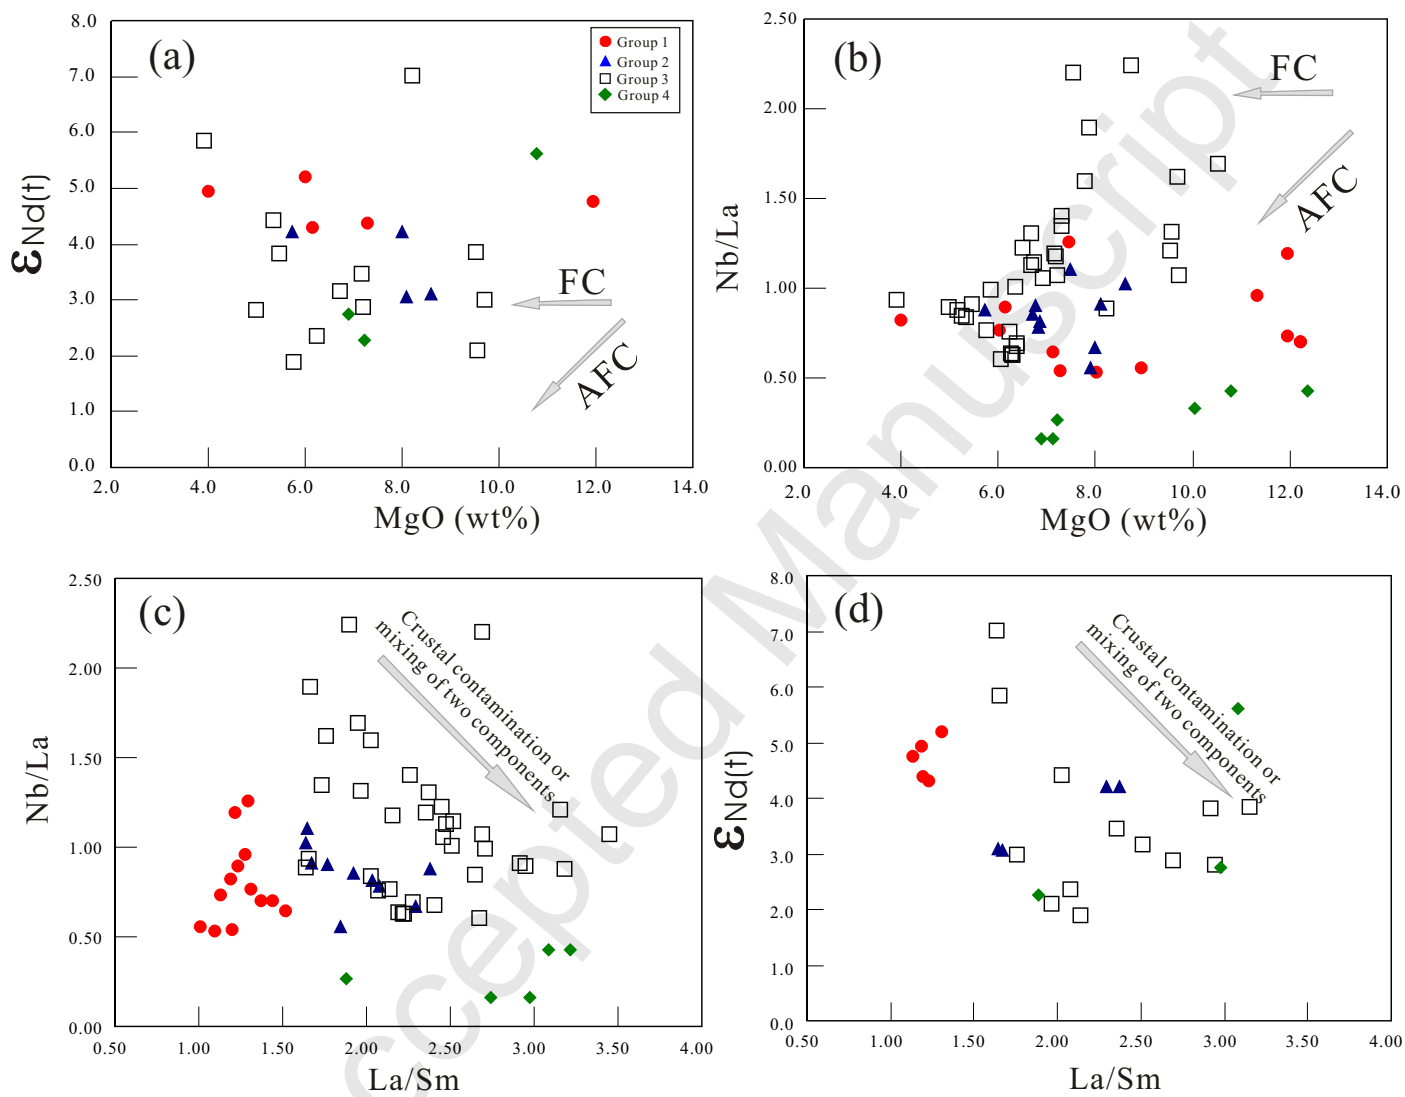 (a)
8.0
7.0
6.0
5.0
4.0
3.0
2.0
1.0
0.0
εNd(t)
2.0 4.0 6.0 8.0 10.0 12.0 14.0
MgO (wt%)
Group 1
Group 2
Group 3
Group 4
FC
AFC
(b)
2.50
2.00
1.50
1.00
0.50
0.00
Nb/La
2.0 4.0 6.0 8.0 10.0 12.0 14.0
MgO (wt%)
FC
AFC
(c)
2.50
2.00
1.50
1.00
0.50
0.00
Nb/La
0.50 1.00 1.50 2.00 2.50 3.00 3.50 4.00
La/Sm
Crustal contamination or
mixing of two components
(d)
8.0
7.0
6.0
5.0
4.0
3.0
2.0
1.0
0.0
εNd(t)
0.50 1.00 2.00 3.00 4.00
La/Sm
Crustal contamination or
mixing of two components
ccepted Manuscript